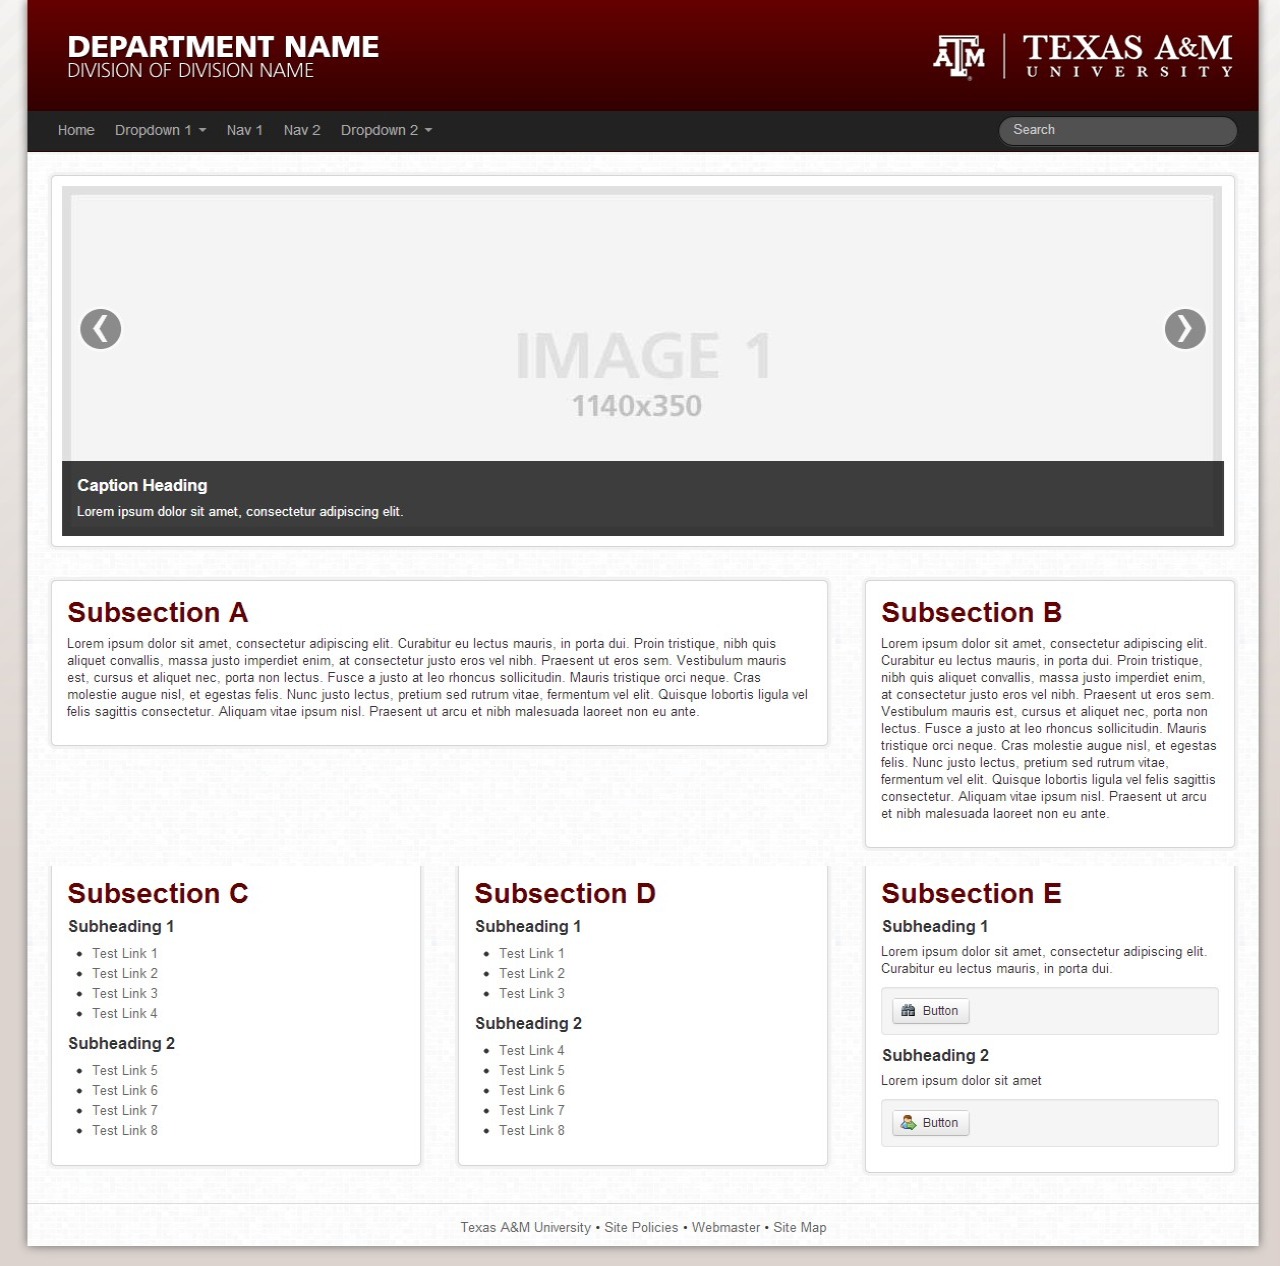 DEPARTMENT NAME
DIVISION OF DIVISION NAME
ATM
TEXAS A&M
UNIVERSITY
Home Dropdown 1 Nav 1 Nav 2 Dropdown 2 Search
IMAGE 1
1140x350
Caption Heading
Lorem ipsum dolor sit amet, consectetur adipiscing elit.
Subsection A
Lorem ipsum dolor sit amet, consectetur adipiscing elit. Curabitur eu lectus mauris, in porta dui. Proin tristique, nibh quis
aliquet convallis, massa justo imperdiet enim, at consectetur justo eros vel nibh. Praesent ut eros sem. Vestibulum mauris
est, cursus et aliquet nec, porta non lectus. Fusce a justo at leo rhoncus sollicitudin. Mauris tristique orci neque. Cras
molestie augue nisl, et egestas felis. Nunc justo lectus, pretium sed rutrum vitae, fermentum vel elit. Quisque lobortis ligula vel
felis sagittis consectetur. Aliquam vitae ipsum nisl. Praesent ut arcu et nibh malesuada laoreet non eu ante.
Subsection B
Lorem ipsum dolor sit amet, consectetur adipiscing elit.
Curabitur eu lectus mauris, in porta dui. Proin tristique,
nibh quis aliquet convallis, massa justo imperdiet enim,
at consectetur justo eros vel nibh. Praesent ut eros sem.
Vestibulum mauris est, cursus et aliquet nec, porta non
lectus. Fusce a justo at leo rhoncus sollicitudin. Mauris
tristique orci neque. Cras molestie augue nisl, et egestas
felis. Nunc justo lectus, pretium sed rutrum vitae,
fermentum vel elit. Quisque lobortis ligula vel felis sagittis
consectetur. Aliquam vitae ipsum nisl. Praesent ut arcu
et nibh malesuada laoreet non eu ante.
Subsection C
Subheading 1
• Test Link 1
• Test Link 2
• Test Link 3
• Test Link 4
Subheading 2
• Test Link 5
• Test Link 6
• Test Link 7
• Test Link 8
Subsection D
Subheading 1
• Test Link 1
• Test Link 2
• Test Link 3
Subheading 2
• Test Link 4
• Test Link 5
• Test Link 6
• Test Link 7
• Test Link 8
Subsection E
Subheading 1
Lorem ipsum dolor sit amet, consectetur adipiscing elit.
Curabitur eu lectus mauris, in porta dui.
Button
Subheading 2
Lorem ipsum dolor sit amet
Button
Texas A&M University • Site Policies • Webmaster • Site Map